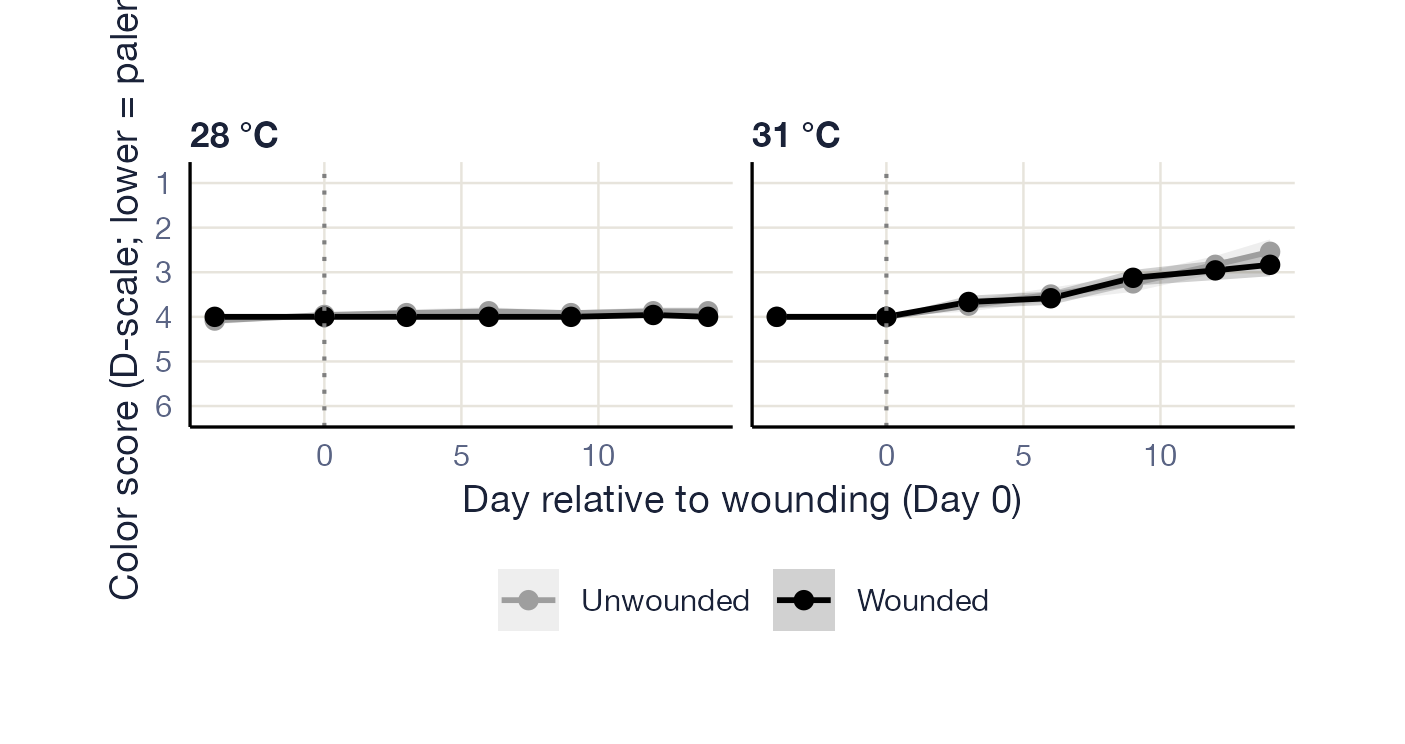 Color score (D-scale; lower = paler
28 °C
31 °C
1
2
3
4
5
6
0
5
10
0
5
10
Day relative to wounding (Day 0)
Unwounded
Wounded